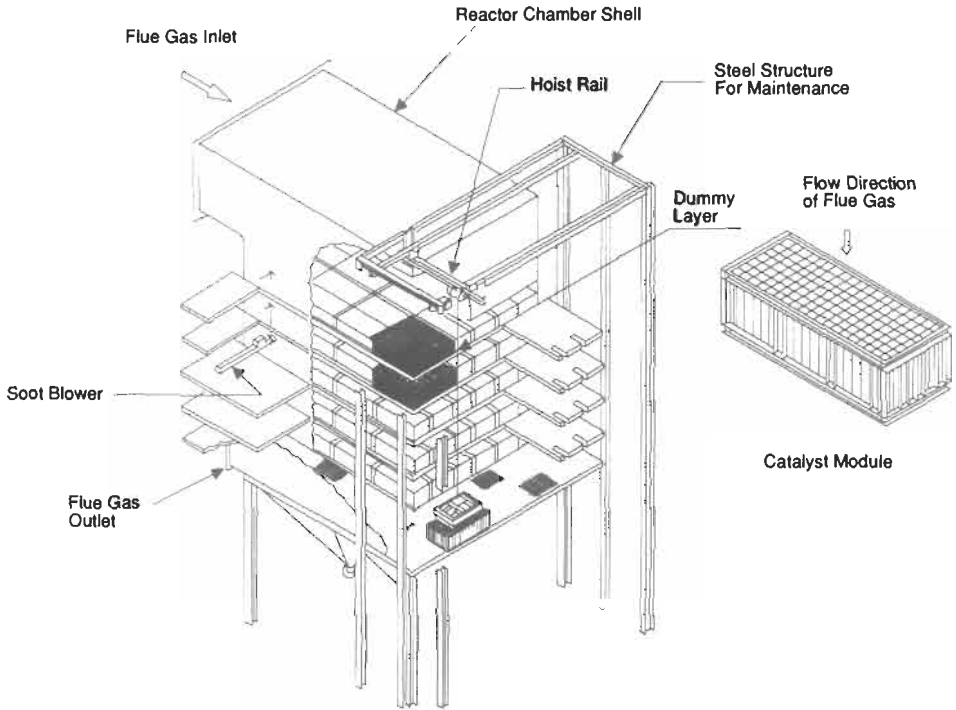 Reactor Chamber Shell
Flue Gas Inlet
Hoist Rail
Steel Structure
For Maintenance
Dummy
Layer
Flow Direction
of Flue Gas
Soot Blower
Catalyst Module
Flue Gas
Outlet